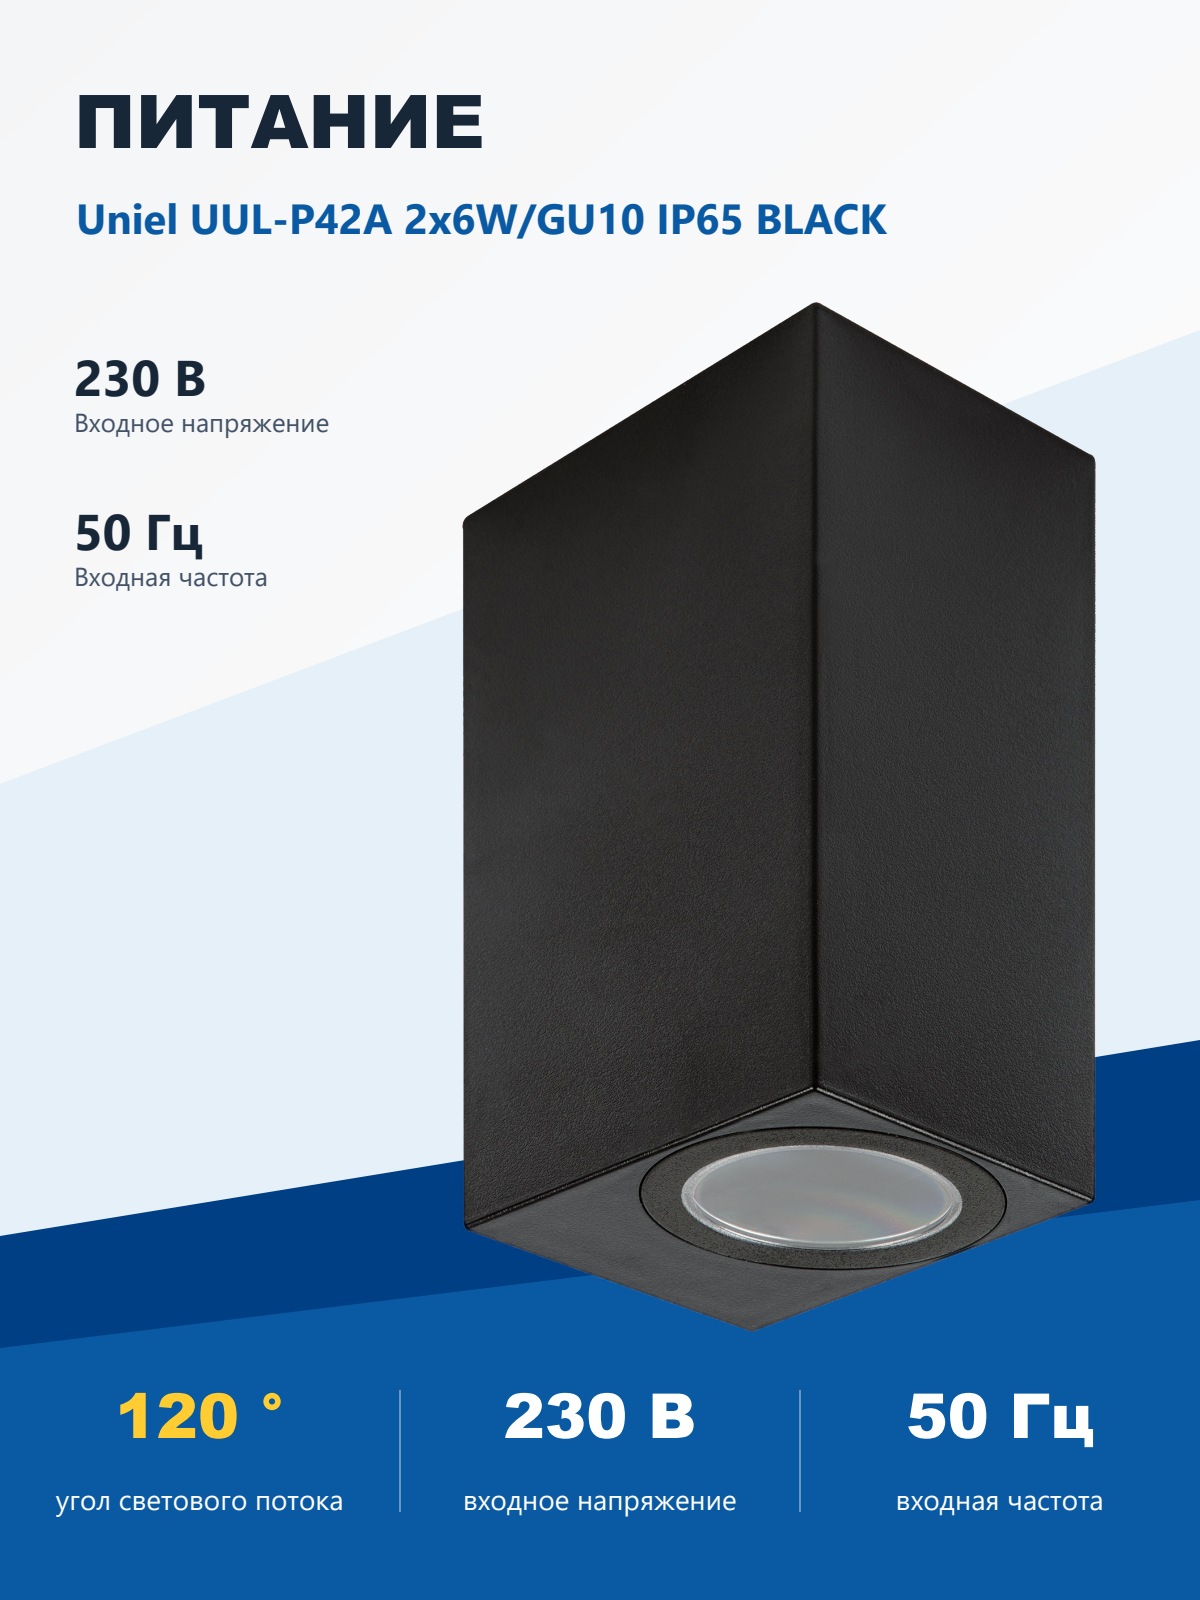 ПИТАНИЕ
Uniel UUL-P42A 2x6W/GU10 IP65 BLACK
230 В
Входное напряжение
50 Гц
Входная частота
120 °
угол светового потока
230 В
входное напряжение
50 Гц
входная частота